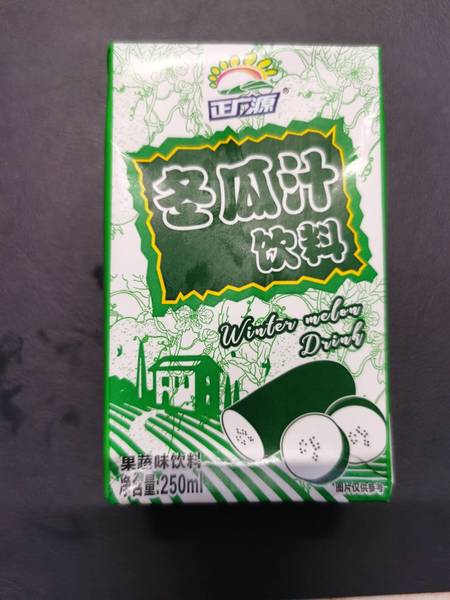 正广源®
冬瓜汁
饮料
Winter melon
Drink
果蔬味饮料
净含量:250ml
*图片仅供参考